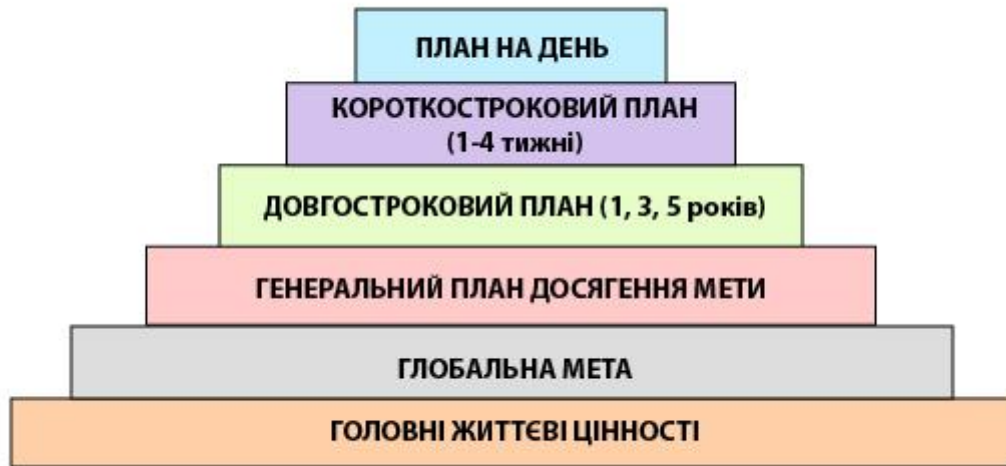 ПЛАН НА ДЕНЬ
КОРОТКОСТРОКОВИЙ ПЛАН
(1-4 тижні)
ДОВГОСТРОКОВИЙ ПЛАН (1, 3, 5 років)
ГЕНЕРАЛЬНИЙ ПЛАН ДОСЯГЕННЯ МЕТИ
ГЛОБАЛЬНА МЕТА
ГОЛОВНІ ЖИТТЄВІ ЦІННОСТІ